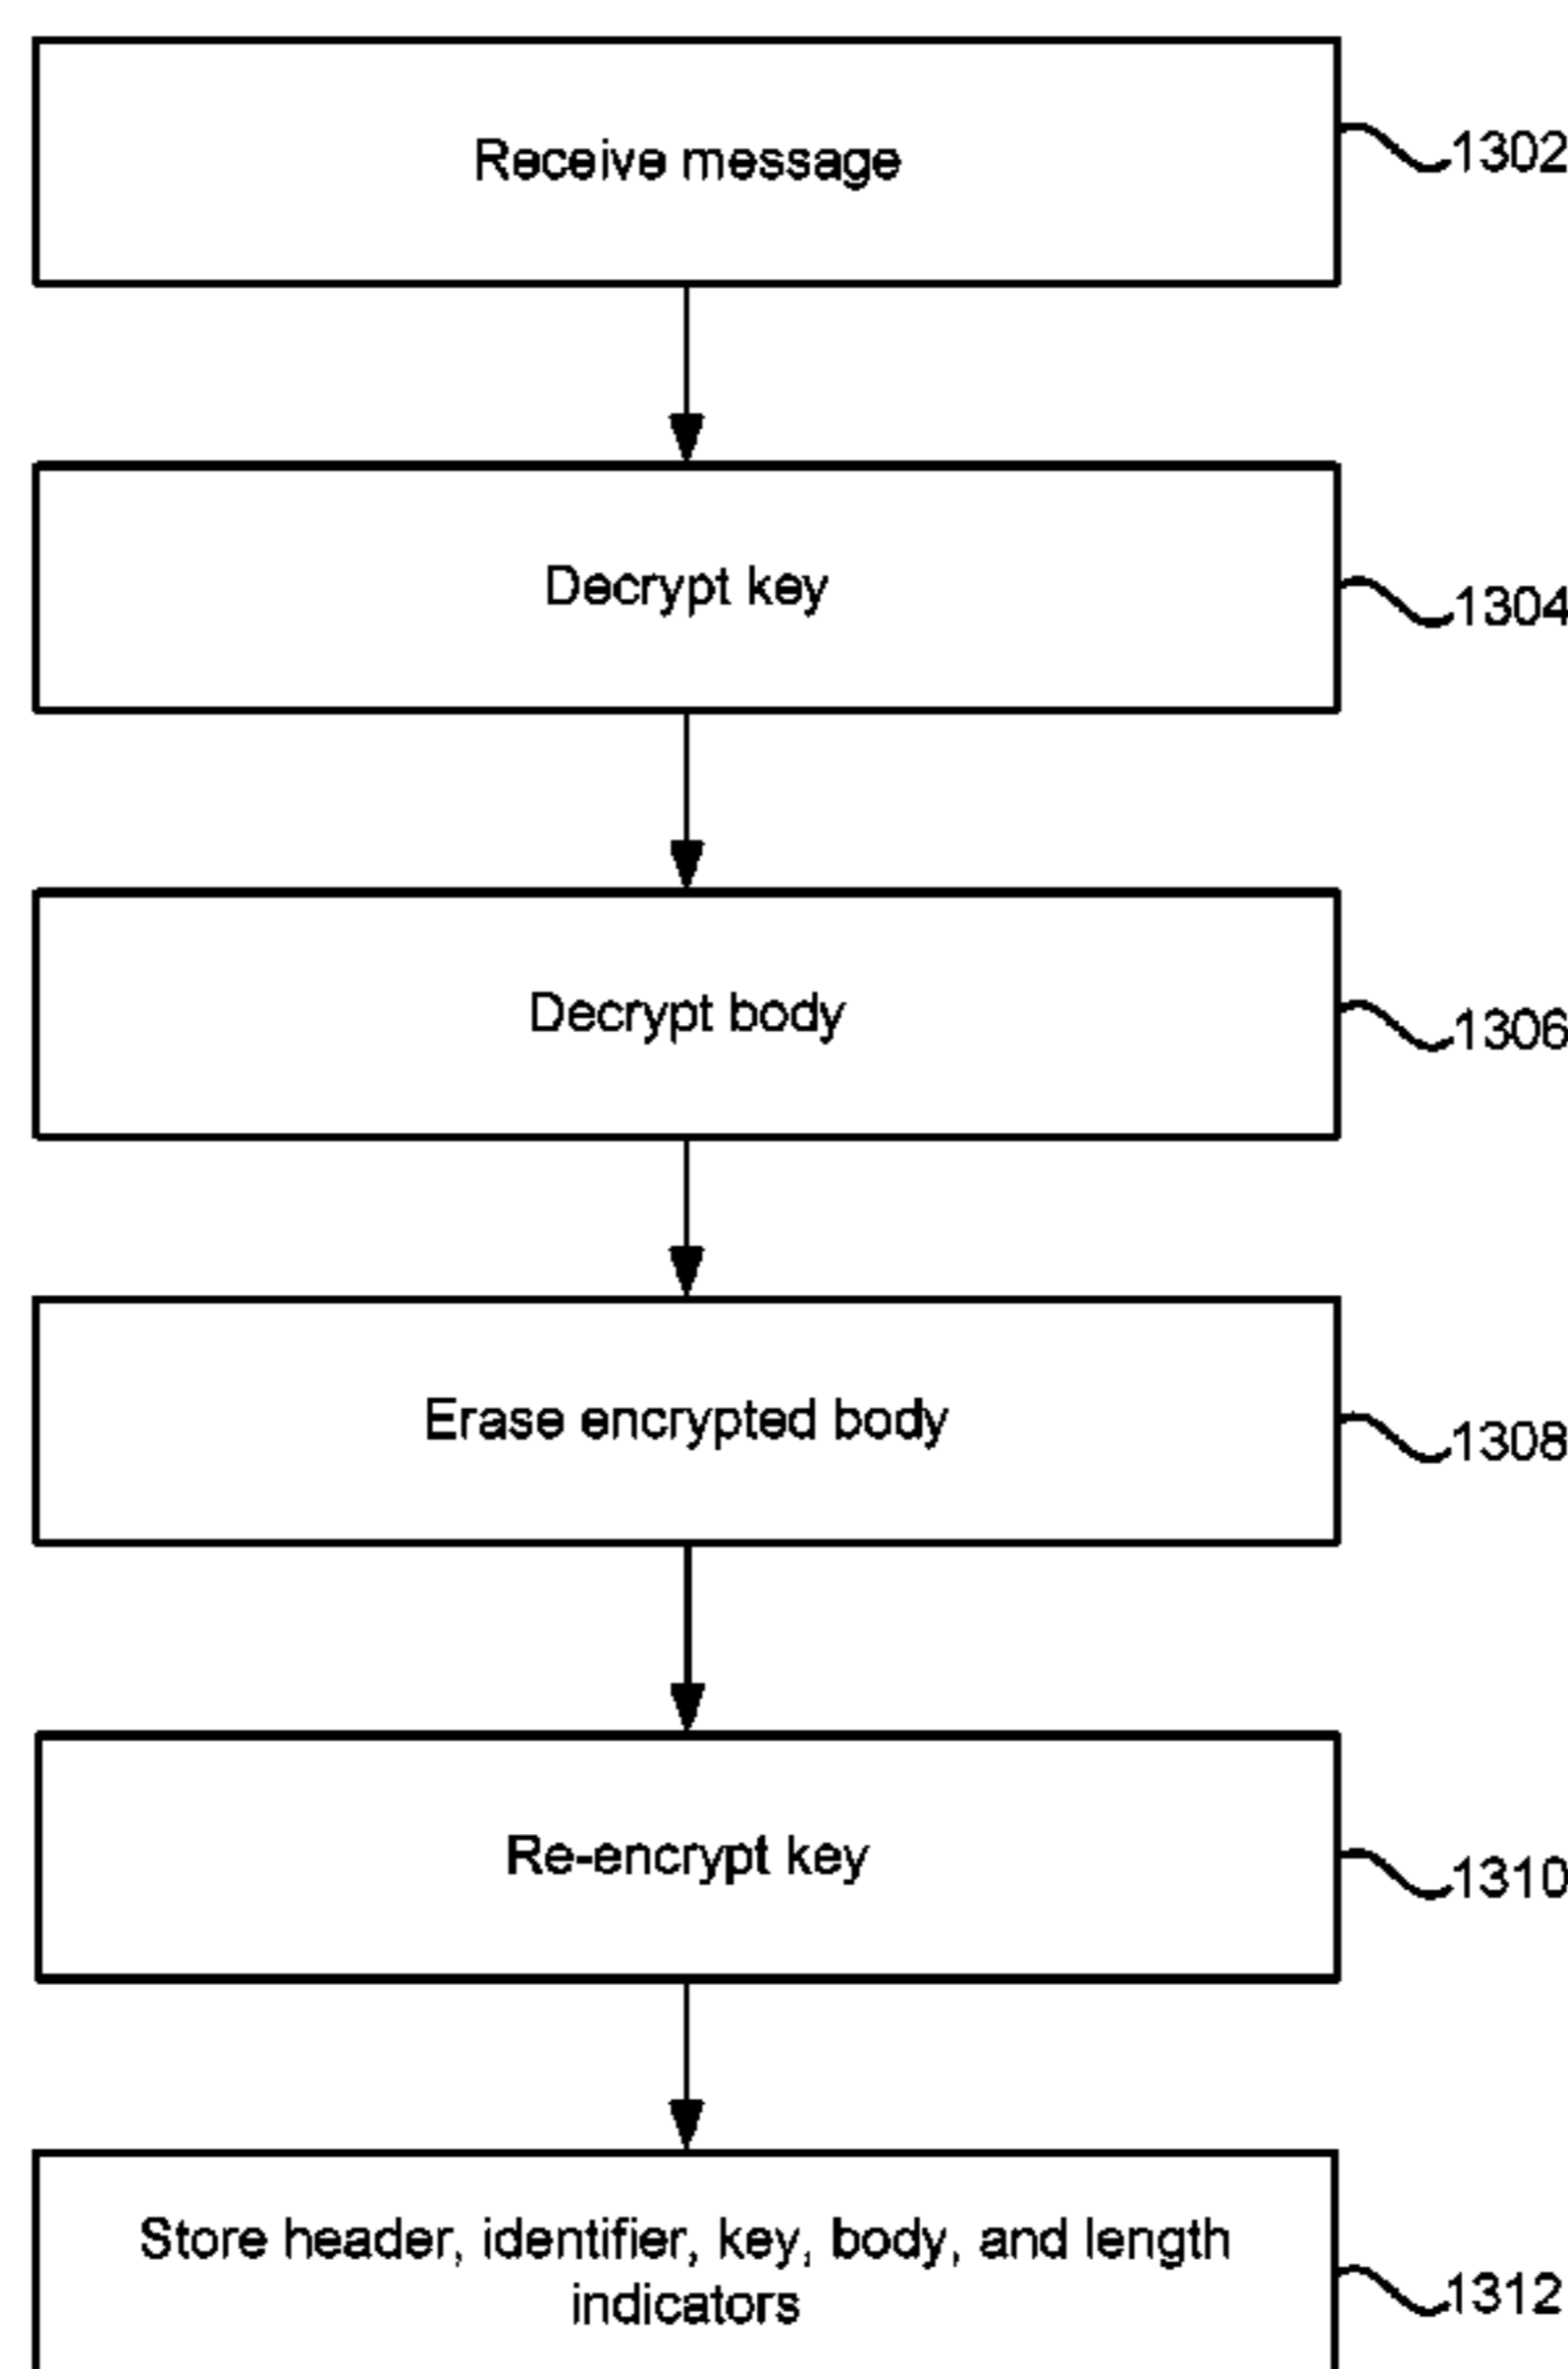 Receive message
1302
Decrypt key
1304
Decrypt body
1306
Erase encrypted body
1308
Re-encrypt key
1310
Store header, identifier, key, body, and length
indicators
1312